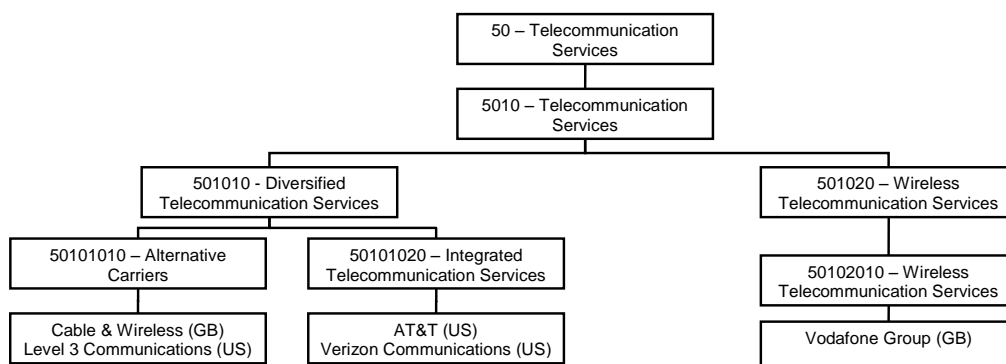 50 – Telecommunication
Services
5010 – Telecommunication
Services
501010 - Diversified
Telecommunication Services
501020 – Wireless
Telecommunication Services
50101010 – Alternative
Carriers
50101020 – Integrated
Telecommunication Services
50102010 – Wireless
Telecommunication Services
Cable & Wireless (GB)
Level 3 Communications (US)
AT&T (US)
Verizon Communications (US)
Vodafone Group (GB)